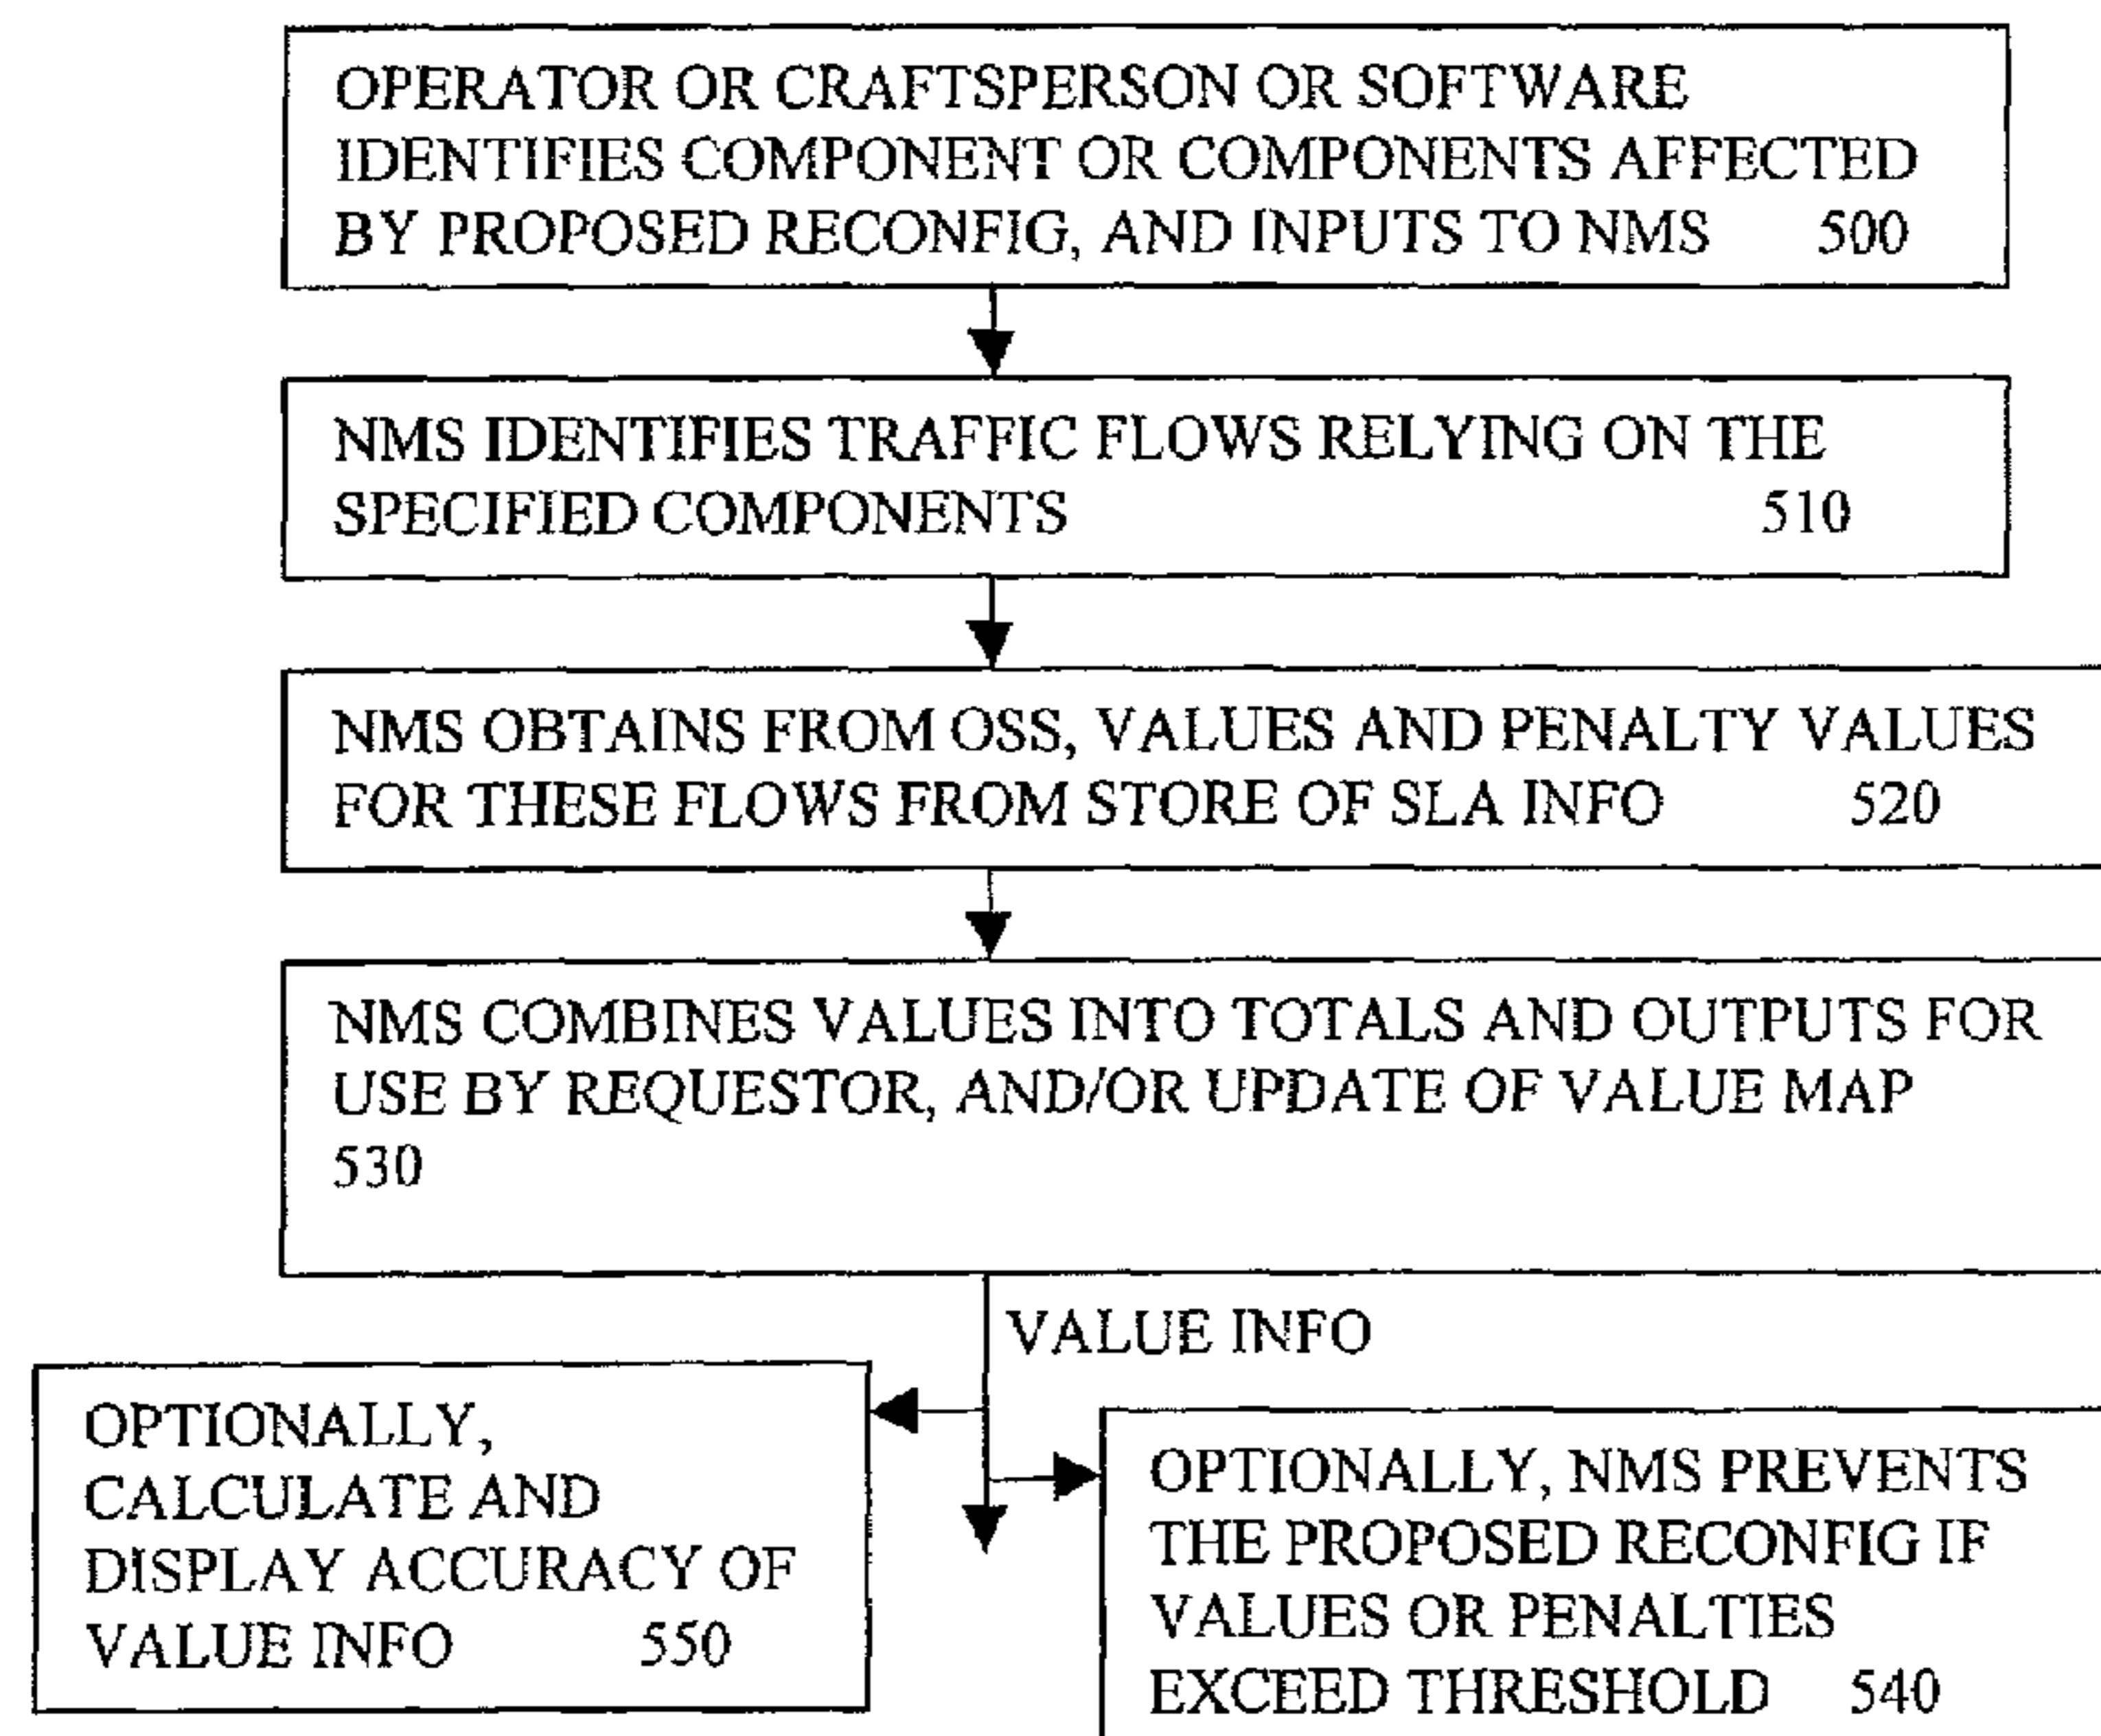 OPERATOR OR CRAFTSPERSON OR SOFTWARE
IDENTIFIES COMPONENT OR COMPONENTS AFFECTED
BY PROPOSED RECONFIG, AND INPUTS TO NMS 500
NMS IDENTIFIES TRAFFIC FLOWS RELYING ON THE
SPECIFIED COMPONENTS 510
NMS OBTAINS FROM OSS, VALUES AND PENALTY VALUES
FOR THESE FLOWS FROM STORE OF SLA INFO 520
NMS COMBINES VALUES INTO TOTALS AND OUTPUTS FOR
USE BY REQUESTOR, AND/OR UPDATE OF VALUE MAP
530
VALUE INFO
OPTIONALLY,
CALCULATE AND
DISPLAY ACCURACY OF
VALUE INFO 550
OPTIONALLY, NMS PREVENTS
THE PROPOSED RECONFIG IF
VALUES OR PENALTIES
EXCEED THRESHOLD 540